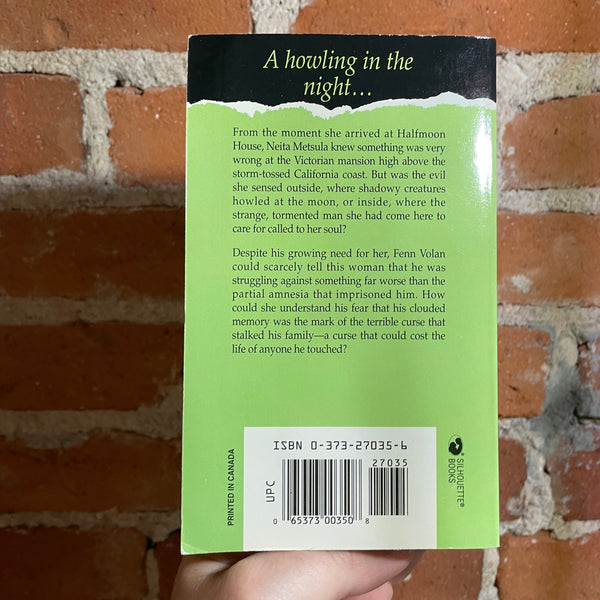 A howling in the
night...
From the moment she arrived at Halfmoon
House, Neita Metsula knew something was very
wrong at the Victorian mansion high above the
storm-tossed California coast. But was the evil
she sensed outside, where shadowy creatures
howled at the moon, or inside, where the
strange, tormented man she had come here to
care for called to her soul?
Despite his growing need for her, Fenn Volan
could scarcely tell this woman that he was
struggling against something far worse than the
partial amnesia that imprisoned him. How
could she understand his fear that his clouded
memory was the mark of the terrible curse that
stalked his family—a curse that could cost the
life of anyone he touched?
ISBN 0-373-27035-6
27035
UPC
0 65373 00350 8
PRINTED IN CANADA
SILHOUETTE®
BOOKS